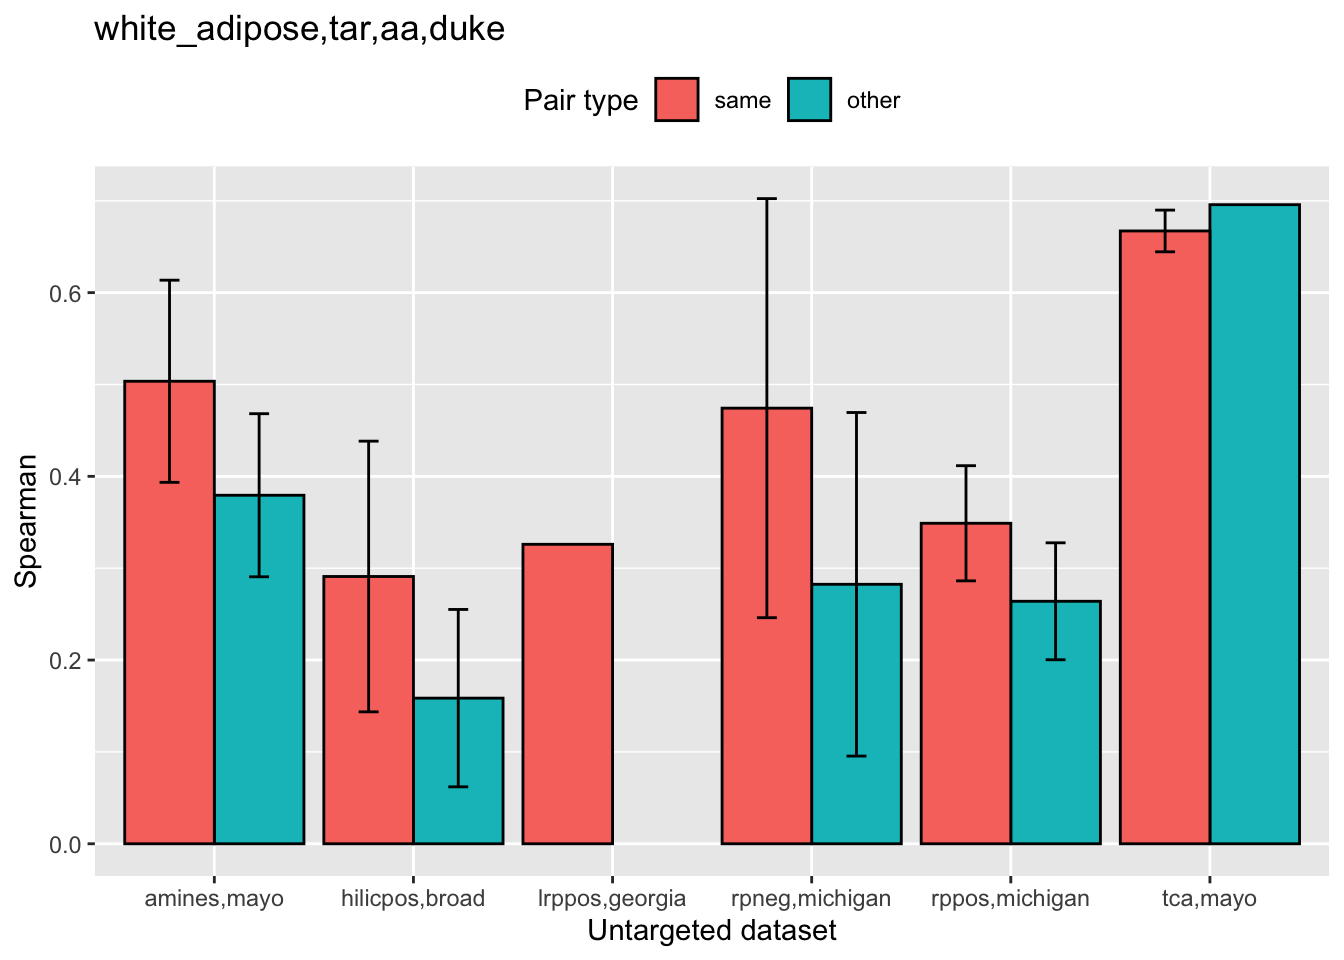 white_adipose,tar,aa,duke
Pair type same other
Spearman
0.6
0.4
0.2
0.0
amines,mayo hilicpos,broad lrppos,georgia rpneg,michigan rppos,michigan tca,mayo
Untargeted dataset